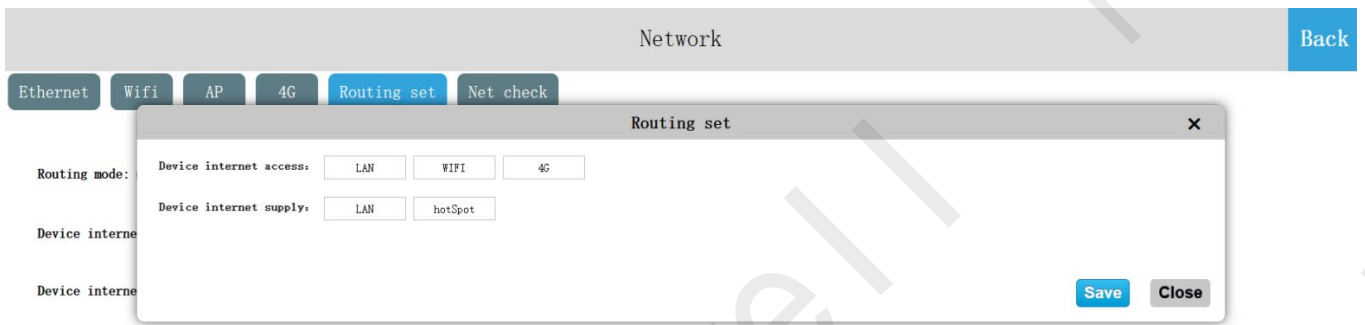 Network
Back
Ethernet Wifi AP 4G Routing set Net check
Routing set ×
Routing mode:
Device internet access: LAN WIFI 4G
Device internet supply: LAN hotSpot
Device interne
Device interne
Save Close